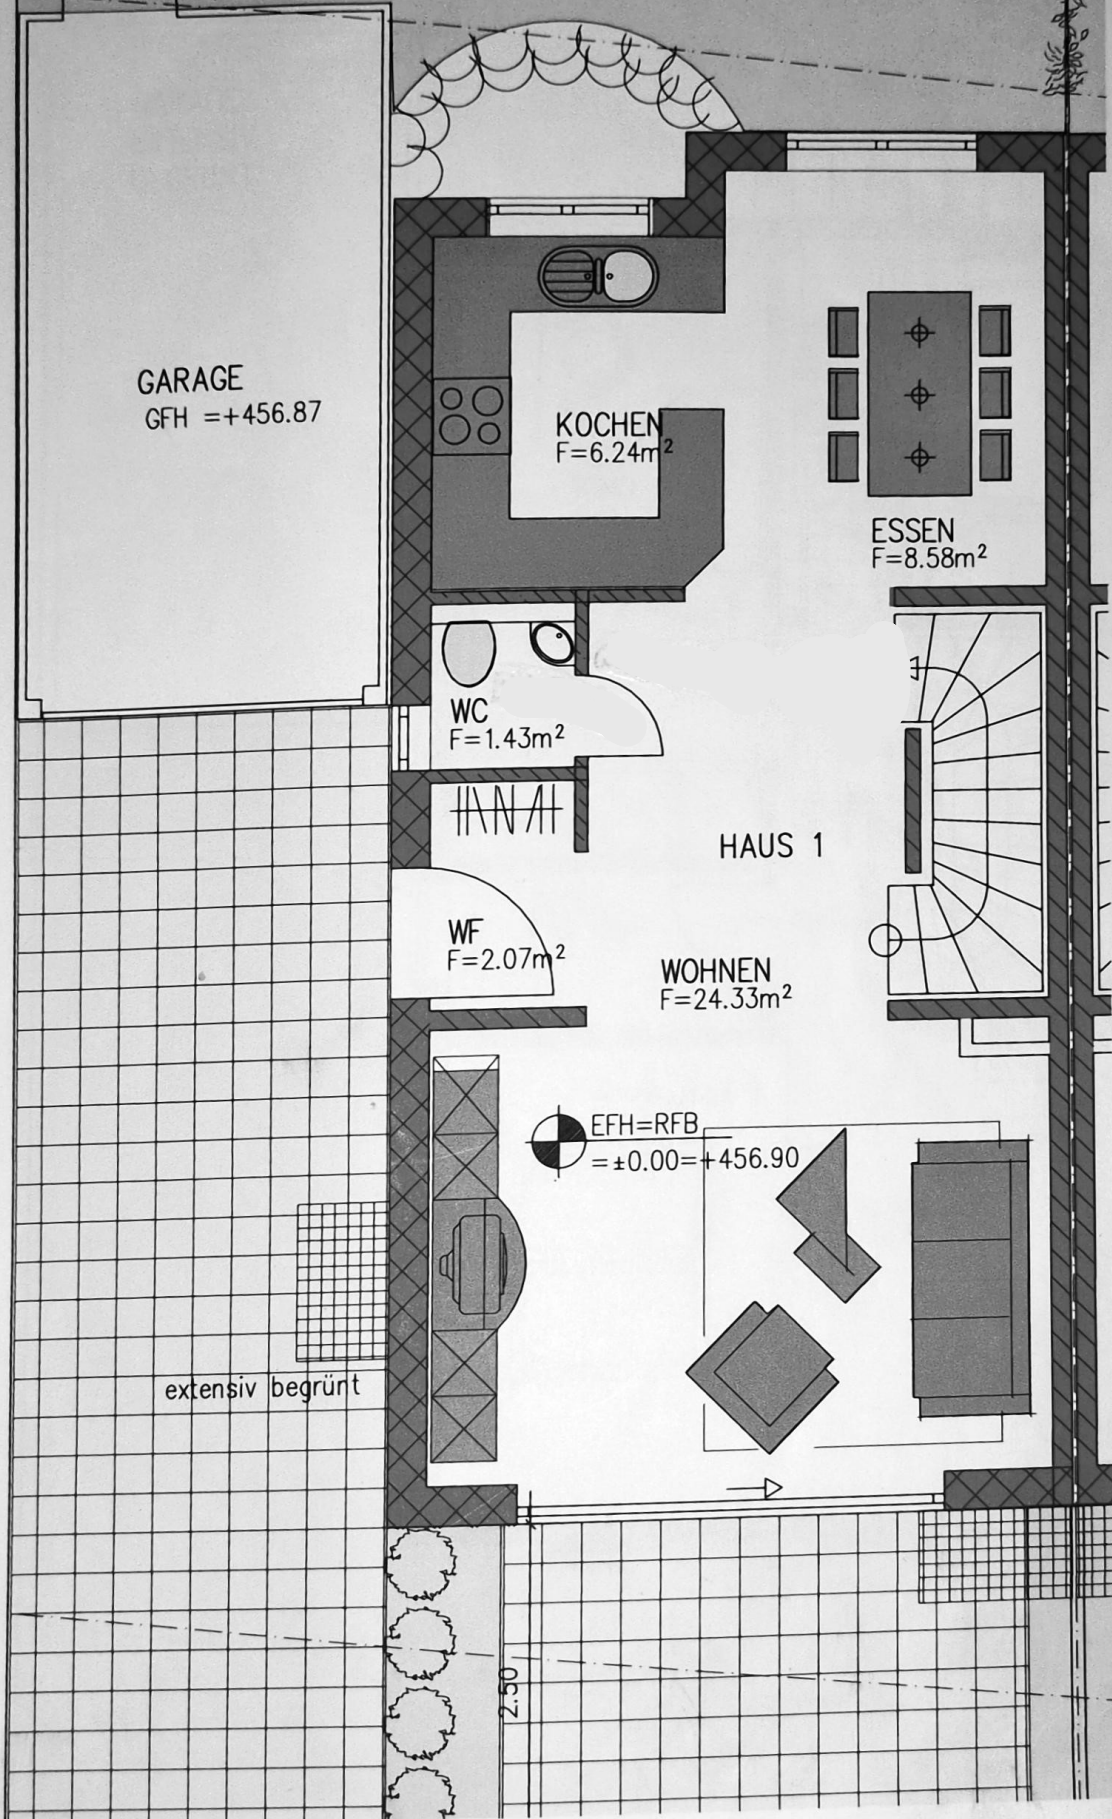 GARAGE
GFH =+456.87
KOCHEN
F=6.24m²
ESSEN
F=8.58m²
WC
F=1.43m²
HAUS 1
WF
F=2.07m²
WOHNEN
F=24.33m²
EFH=RFB
=±0.00=+456.90
extensiv begrünt
2.50